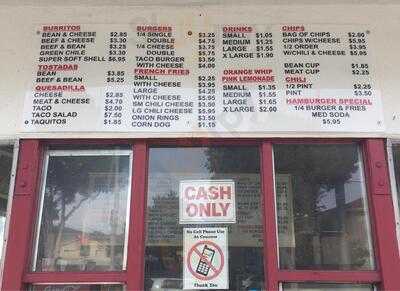 BURRITOS
BEAN & CHEESE $2.85
BEEF & CHEESE $3.30
BEEF & BEAN $3.25
GREEN CHILE $3.30
SUPER SOFT SHELL $6.95
TOSTADAS
BEAN $3.85
BEEF & BEAN $5.25
QUESADILLA
CHEESE $2.85
MEAT & CHEESE $4.70
TACO $2.00
TACO SALAD $7.50
TAQUITOS $1.85
BURGERS
1/4 SINGLE $3.25
DOUBLE $4.75
W/CHEESE $3.75
DOUBLE $5.75
TACO BURGER $3.50
WITH CHEESE $4.00
FRENCH FRIES
SMALL $2.35
WITH CHEESE $3.95
LARGE $4.25
WITH CHEESE $5.95
SM CHILI CHEESE $3.95
LG CHILI CHEESE $5.95
ONION RINGS $3.50
CORN DOG $1.15
DRINKS
SMALL $1.05
MEDIUM $1.25
LARGE $1.55
X LARGE $1.90
ORANGE WHIP
PINK LEMONADE
SMALL $1.35
MEDIUM $1.55
LARGE $1.65
X LARGE $2.00
CHIPS
BAG OF CHIPS $2.00
CHIPS W/CHEESE $5.95
1/2 ORDER $3.95
W/CHILI & CHEESE $5.95
BEAN CUP $1.85
MEAT CUP $2.25
CHILI
1/2 PINT $2.25
PINT $3.50
HAMBURGER SPECIAL
1/4 BURGER & FRIES
MED SODA
$5.95
CASH
ONLY
No Cell Phone Use
At Counter
Thank You